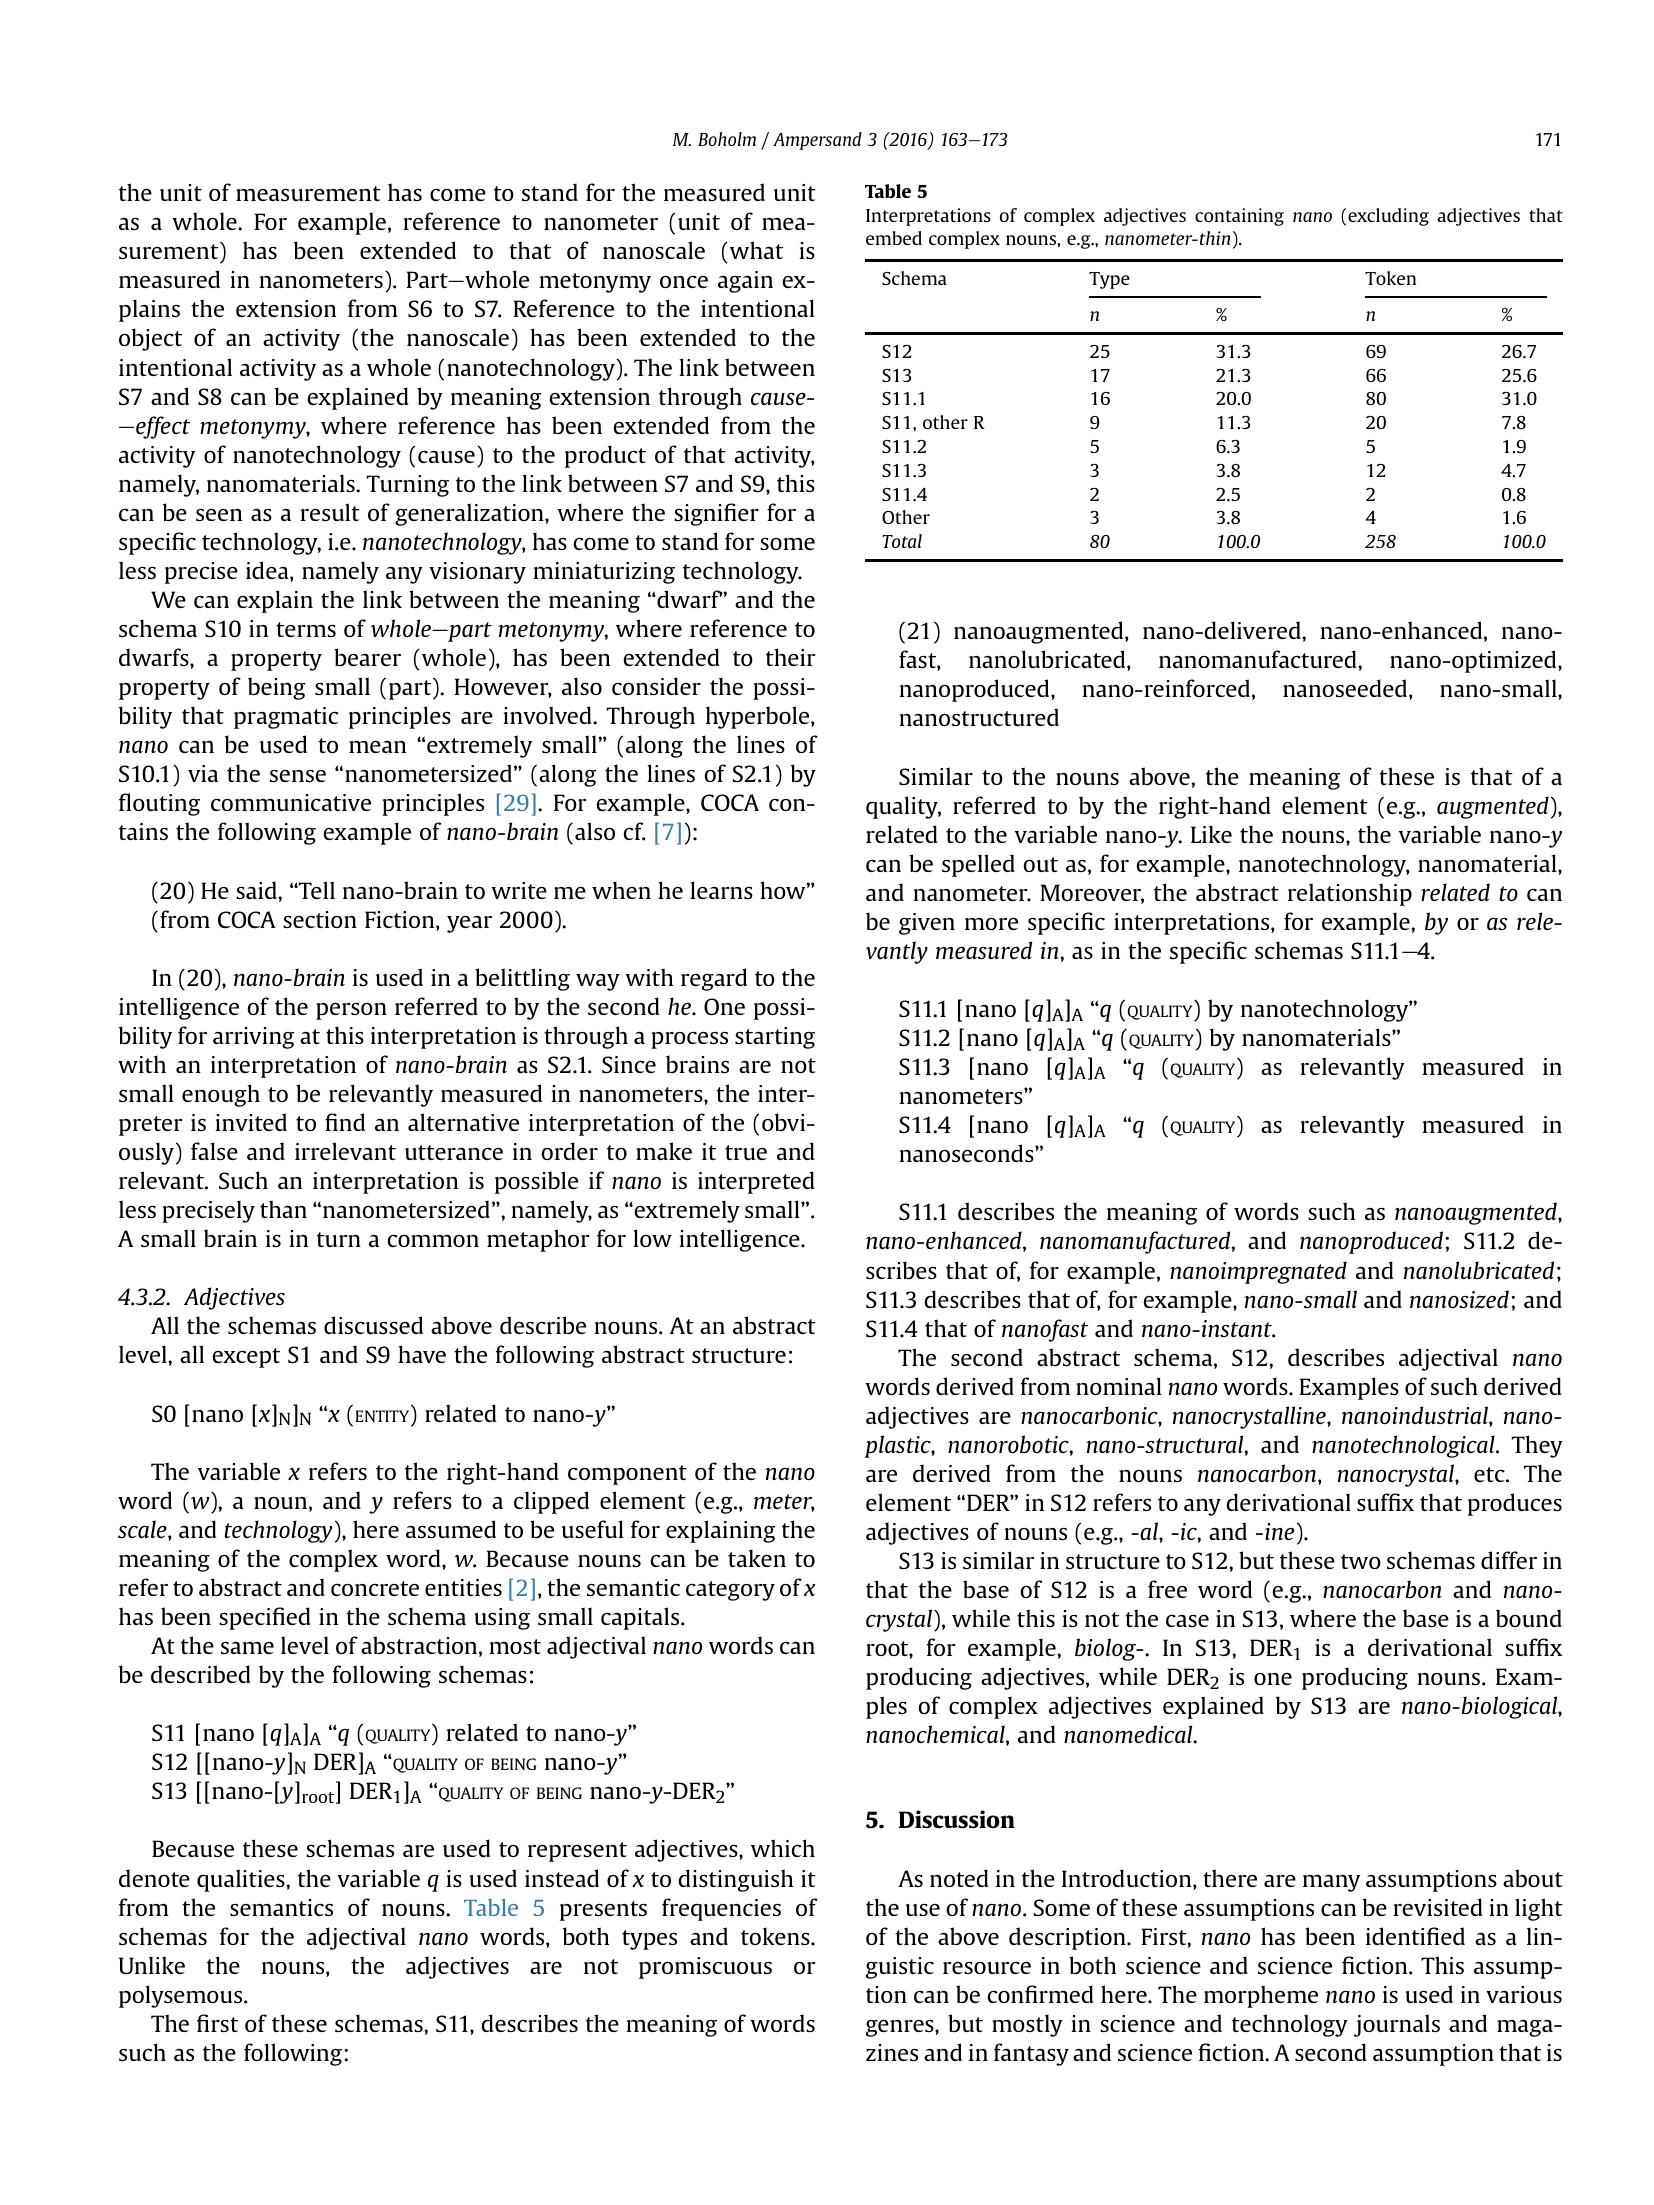 M. Boholm / Ampersand 3 (2016) 163–173
171
the unit of measurement has come to stand for the measured unit
as a whole. For example, reference to nanometer (unit of mea-
surement) has been extended to that of nanoscale (what is
measured in nanometers). Part–whole metonymy once again ex-
plains the extension from S6 to S7. Reference to the intentional
object of an activity (the nanoscale) has been extended to the
intentional activity as a whole (nanotechnology). The link between
S7 and S8 can be explained by meaning extension through cause-
–effect metonymy, where reference has been extended from the
activity of nanotechnology (cause) to the product of that activity,
namely, nanomaterials. Turning to the link between S7 and S9, this
can be seen as a result of generalization, where the signifier for a
specific technology, i.e. nanotechnology, has come to stand for some
less precise idea, namely any visionary miniaturizing technology.
We can explain the link between the meaning “dwarf” and the
schema S10 in terms of whole–part metonymy, where reference to
dwarfs, a property bearer (whole), has been extended to their
property of being small (part). However, also consider the possi-
bility that pragmatic principles are involved. Through hyperbole,
nano can be used to mean “extremely small” (along the lines of
S10.1) via the sense “nanometersized” (along the lines of S2.1) by
flouting communicative principles [29]. For example, COCA con-
tains the following example of nano-brain (also cf. [7]):
(20) He said, “Tell nano-brain to write me when he learns how”
(from COCA section Fiction, year 2000).
In (20), nano-brain is used in a belittling way with regard to the
intelligence of the person referred to by the second he. One possi-
bility for arriving at this interpretation is through a process starting
with an interpretation of nano-brain as S2.1. Since brains are not
small enough to be relevantly measured in nanometers, the inter-
preter is invited to find an alternative interpretation of the (obvi-
ously) false and irrelevant utterance in order to make it true and
relevant. Such an interpretation is possible if nano is interpreted
less precisely than “nanometersized”, namely, as “extremely small”.
A small brain is in turn a common metaphor for low intelligence.
4.3.2. Adjectives
All the schemas discussed above describe nouns. At an abstract
level, all except S1 and S9 have the following abstract structure:
S0 [nano [x]N]N “x (ENTITY) related to nano-y”
The variable x refers to the right-hand component of the nano
word (w), a noun, and y refers to a clipped element (e.g., meter,
scale, and technology), here assumed to be useful for explaining the
meaning of the complex word, w. Because nouns can be taken to
refer to abstract and concrete entities [2], the semantic category of x
has been specified in the schema using small capitals.
At the same level of abstraction, most adjectival nano words can
be described by the following schemas:
S11 [nano [q]A]A “q (QUALITY) related to nano-y”
S12 [[nano-y]N DER]A “QUALITY OF BEING nano-y”
S13 [[nano-[y]root] DER1]A “QUALITY OF BEING nano-y-DER2”
Because these schemas are used to represent adjectives, which
denote qualities, the variable q is used instead of x to distinguish it
from the semantics of nouns. Table 5 presents frequencies of
schemas for the adjectival nano words, both types and tokens.
Unlike the nouns, the adjectives are not promiscuous or
polysemous.
The first of these schemas, S11, describes the meaning of words
such as the following:
Table 5
Interpretations of complex adjectives containing nano (excluding adjectives that
embed complex nouns, e.g., nanometer-thin).
Schema Type Token
n % n %
S12 25 31.3 69 26.7
S13 17 21.3 66 25.6
S11.1 16 20.0 80 31.0
S11, other R 9 11.3 20 7.8
S11.2 5 6.3 5 1.9
S11.3 3 3.8 12 4.7
S11.4 2 2.5 2 0.8
Other 3 3.8 4 1.6
Total 80 100.0 258 100.0
(21) nanoaugmented, nano-delivered, nano-enhanced, nano-
fast, nanolubricated, nanomanufactured, nano-optimized,
nanoproduced, nano-reinforced, nanoseeded, nano-small,
nanostructured
Similar to the nouns above, the meaning of these is that of a
quality, referred to by the right-hand element (e.g., augmented),
related to the variable nano-y. Like the nouns, the variable nano-y
can be spelled out as, for example, nanotechnology, nanomaterial,
and nanometer. Moreover, the abstract relationship related to can
be given more specific interpretations, for example, by or as rele-
vantly measured in, as in the specific schemas S11.1–4.
S11.1 [nano [q]A]A “q (QUALITY) by nanotechnology”
S11.2 [nano [q]A]A “q (QUALITY) by nanomaterials”
S11.3 [nano [q]A]A “q (QUALITY) as relevantly measured in
nanometers”
S11.4 [nano [q]A]A “q (QUALITY) as relevantly measured in
nanoseconds”
S11.1 describes the meaning of words such as nanoaugmented,
nano-enhanced, nanomanufactured, and nanoproduced; S11.2 de-
scribes that of, for example, nanoimpregnated and nanolubricated;
S11.3 describes that of, for example, nano-small and nanosized; and
S11.4 that of nanofast and nano-instant.
The second abstract schema, S12, describes adjectival nano
words derived from nominal nano words. Examples of such derived
adjectives are nanocarbonic, nanocrystalline, nanoindustrial, nano-
plastic, nanorobotic, nano-structural, and nanotechnological. They
are derived from the nouns nanocarbon, nanocrystal, etc. The
element “DER” in S12 refers to any derivational suffix that produces
adjectives of nouns (e.g., -al, -ic, and -ine).
S13 is similar in structure to S12, but these two schemas differ in
that the base of S12 is a free word (e.g., nanocarbon and nano-
crystal), while this is not the case in S13, where the base is a bound
root, for example, biolog-. In S13, DER1 is a derivational suffix
producing adjectives, while DER2 is one producing nouns. Exam-
ples of complex adjectives explained by S13 are nano-biological,
nanochemical, and nanomedical.
5. Discussion
As noted in the Introduction, there are many assumptions about
the use of nano. Some of these assumptions can be revisited in light
of the above description. First, nano has been identified as a lin-
guistic resource in both science and science fiction. This assump-
tion can be confirmed here. The morpheme nano is used in various
genres, but mostly in science and technology journals and maga-
zines and in fantasy and science fiction. A second assumption that is